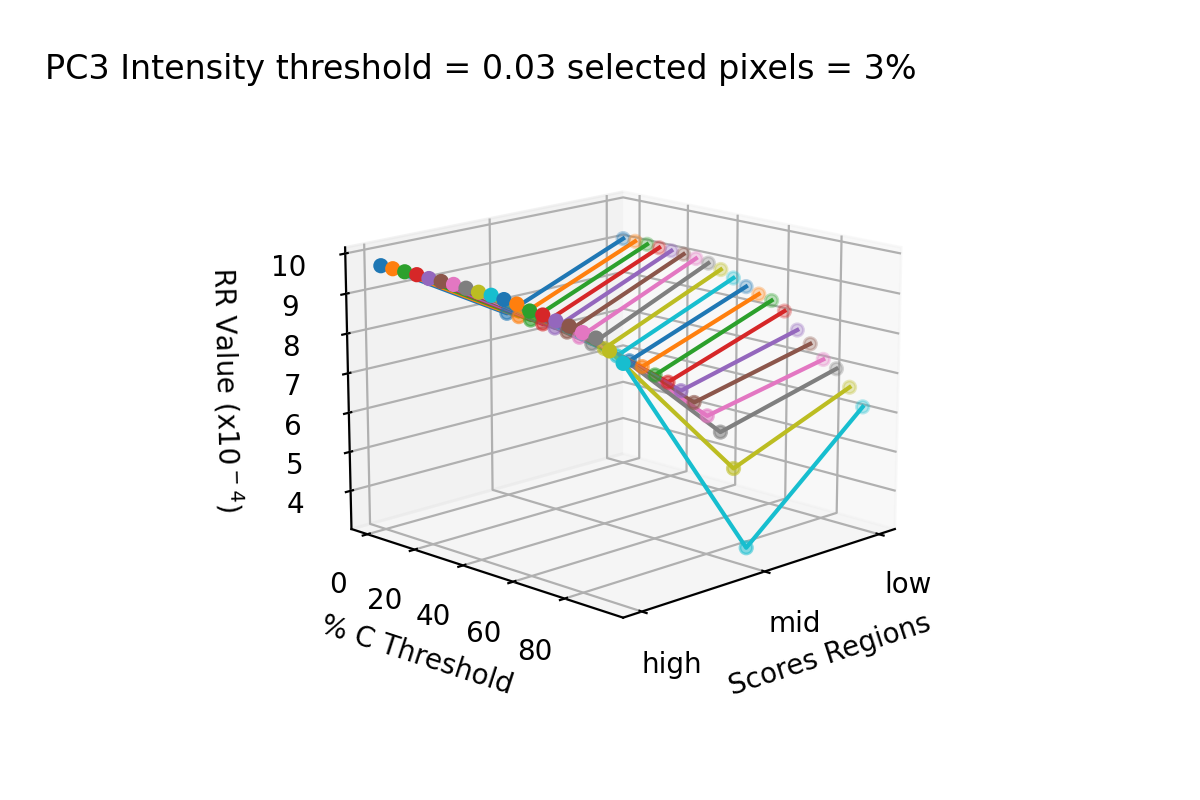 PC3 Intensity threshold = 0.03 selected pixels = 3%
RR Value (x10⁻⁴)
10
9
8
7
6
5
4
0
20
40
60
80
% C Threshold
high
mid
low
Scores Regions